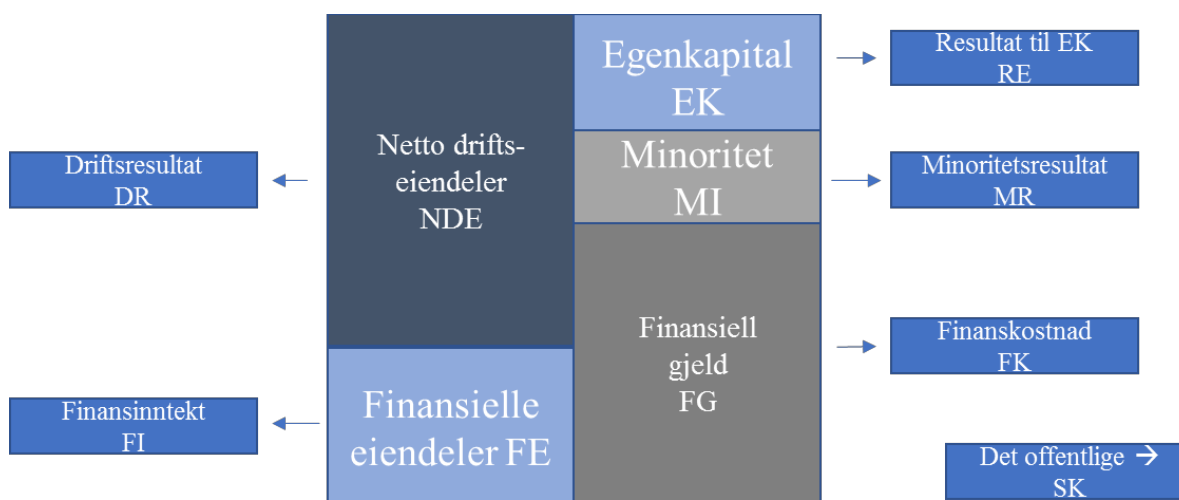 Driftsresultat
DR
Finansinntekt
FI
Netto drifts-
eiendeler
NDE
Finansielle
eiendeler FE
Egenkapital
EK
Minoritet
MI
Finansiell
gjeld
FG
Resultat til EK
RE
Minoritetsresultat
MR
Finanskostnad
FK
Det offentlige →
SK